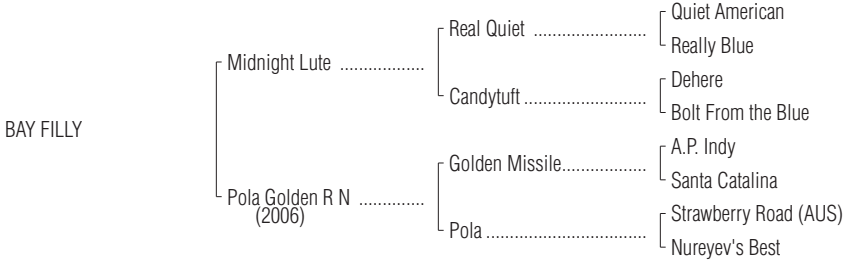 Quiet American
Real Quiet ........................
Really Blue
Midnight Lute ..................
Dehere
Candytuft ..........................
Bolt From the Blue
BAY FILLY
A.P. Indy
Golden Missile..................
Santa Catalina
Pola Golden R N ..............
(2006)
Strawberry Road (AUS)
Pola ..................................
Nureyev's Best